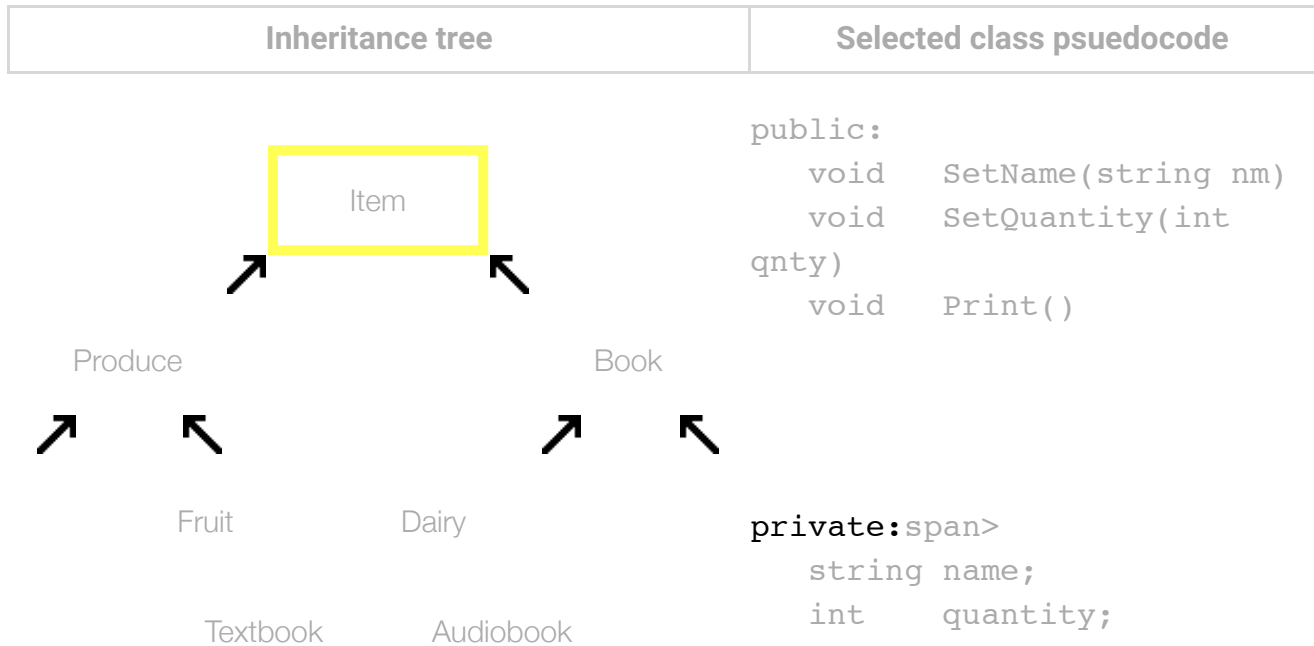 Inheritance tree
Selected class psuedocode
Item
Produce
Book
Fruit
Dairy
Textbook
Audiobook
public:
void SetName(string nm)
void SetQuantity(int
qnty)
void Print()
private:span>
string name;
int quantity;